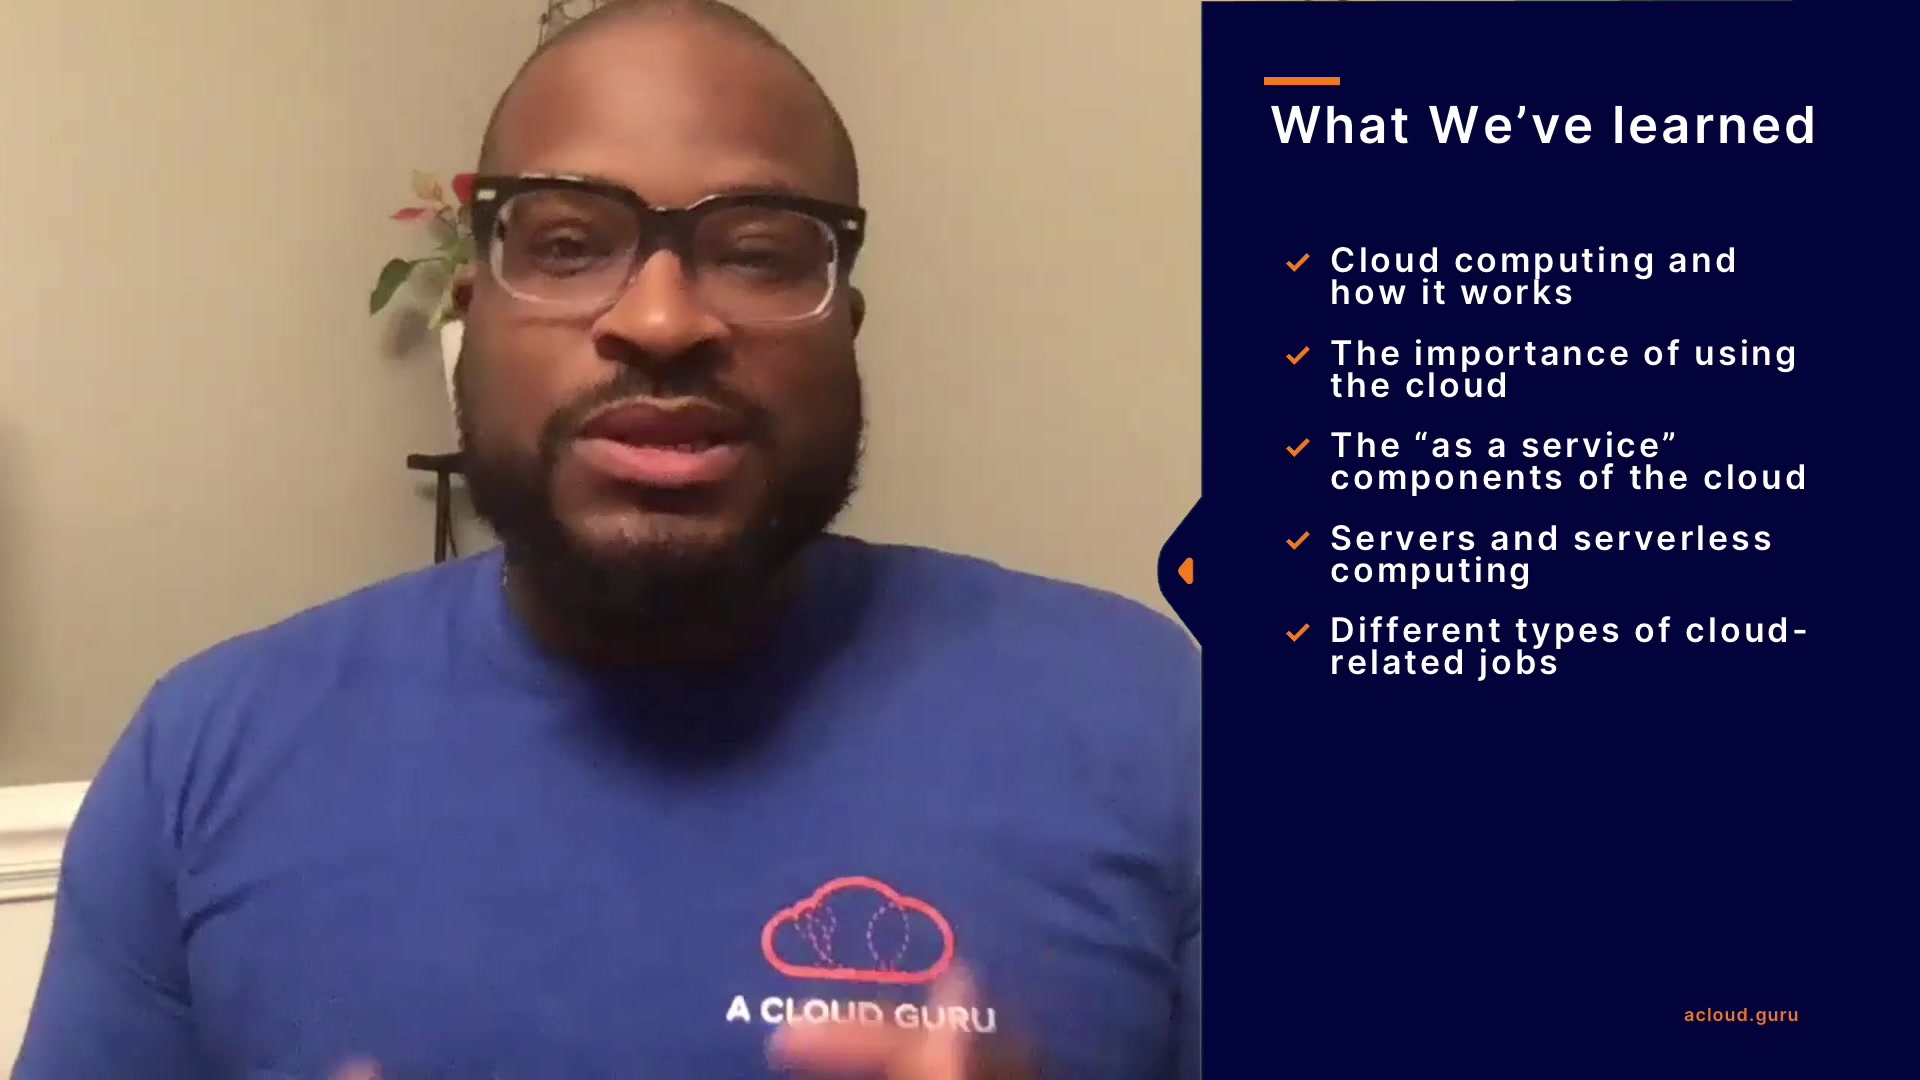 What We’ve learned
Cloud computing and
how it works
The importance of using
the cloud
The “as a service”
components of the cloud
Servers and serverless
computing
Different types of cloud-
related jobs
A CLOUD GURU
acloud.guru